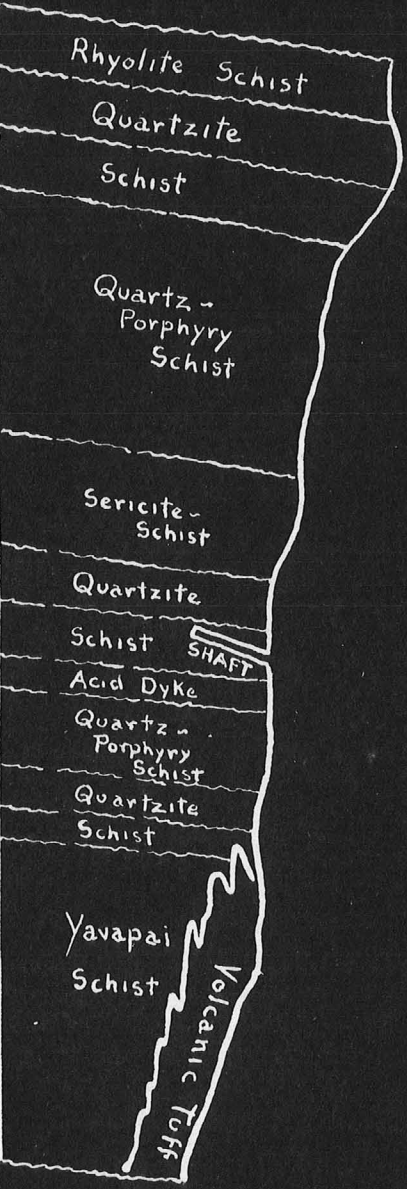 Rhyolite Schist
Quartzite
Schist
Quartz -
Porphyry
Schist
Sericite -
Schist
Quartzite
Schist
SHAFT
Acid Dyke
Quartz -
Porphyry
Schist
Quartzite
Schist
Yavapai
Schist
Volcanic Tuff